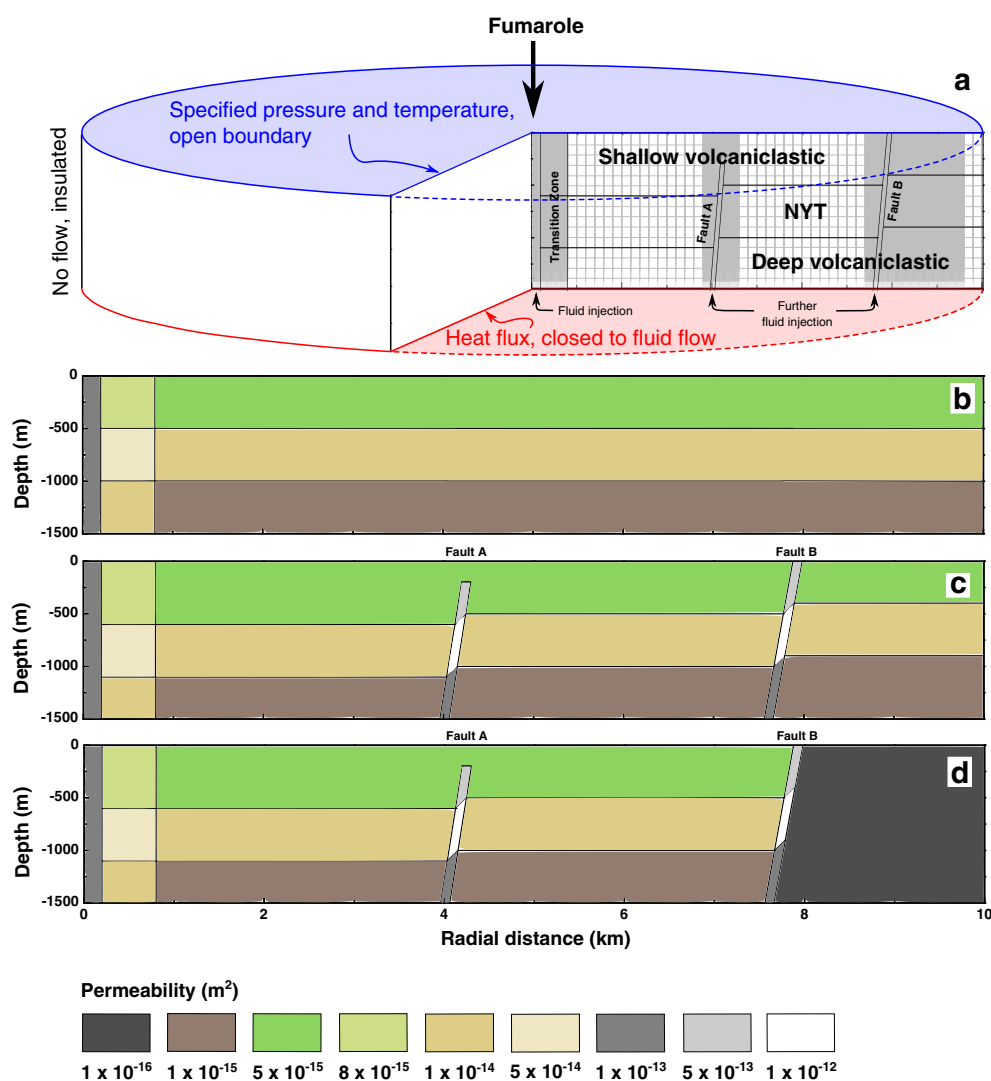 Fumarole
a
Specified pressure and temperature,
open boundary
No flow, insulated
Shallow volcaniclastic
Transition Zone
Fault A
NYT
Fault B
Deep volcaniclastic
Fluid injection
Further
fluid injection
Heat flux, closed to fluid flow
b
Depth (m)
0
-500
-1000
-1500
Fault A
Fault B
c
Depth (m)
0
-500
-1000
-1500
Fault A
Fault B
d
Depth (m)
0
-500
-1000
-1500
0 2 4 6 8 10
Radial distance (km)
Permeability (m²)
1 x 10⁻¹⁶ 1 x 10⁻¹⁵ 5 x 10⁻¹⁵ 8 x 10⁻¹⁵ 1 x 10⁻¹⁴ 5 x 10⁻¹⁴ 1 x 10⁻¹³ 5 x 10⁻¹³ 1 x 10⁻¹²